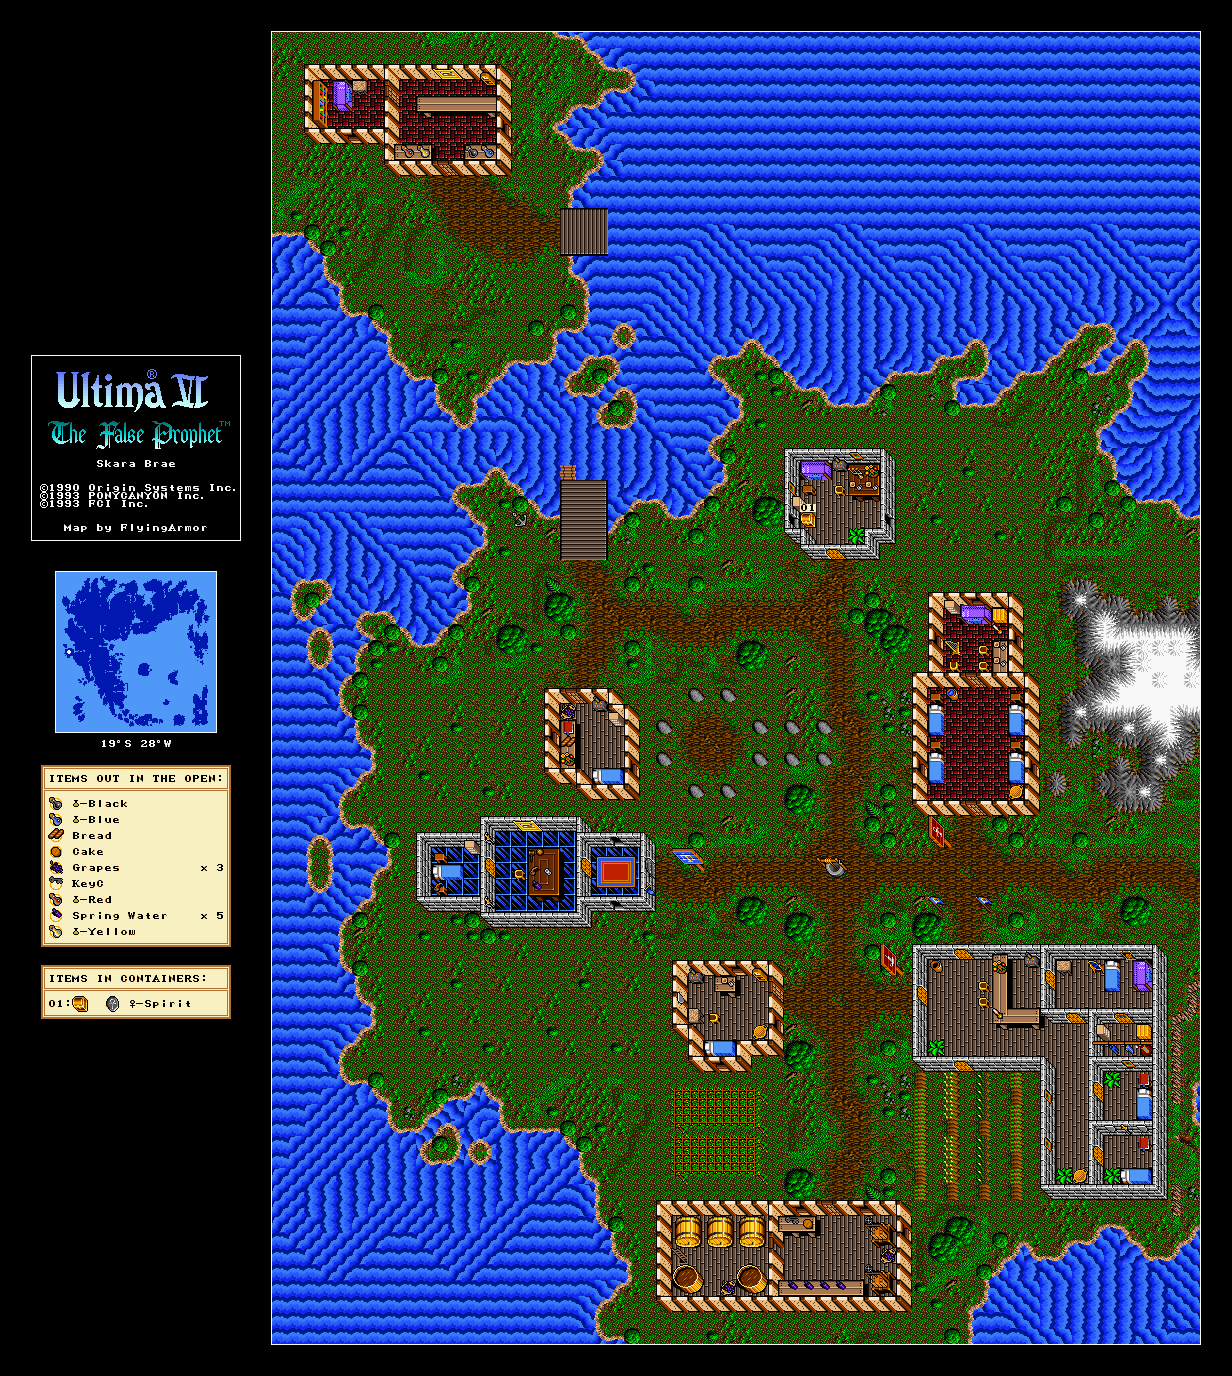 Ultima® VI
The False Prophet™
Skara Brae
©1990 Origin Systems Inc.
©1993 PONYCANYON Inc.
©1993 FCI Inc.
Map by FlyingArmor
19°S 28°W
ITEMS OUT IN THE OPEN:
-Black
-Blue
Bread
Cake
Grapes x 3
KeyC
-Red
Spring Water x 5
-Yellow
ITEMS IN CONTAINERS:
01: ♀-Spirit
01